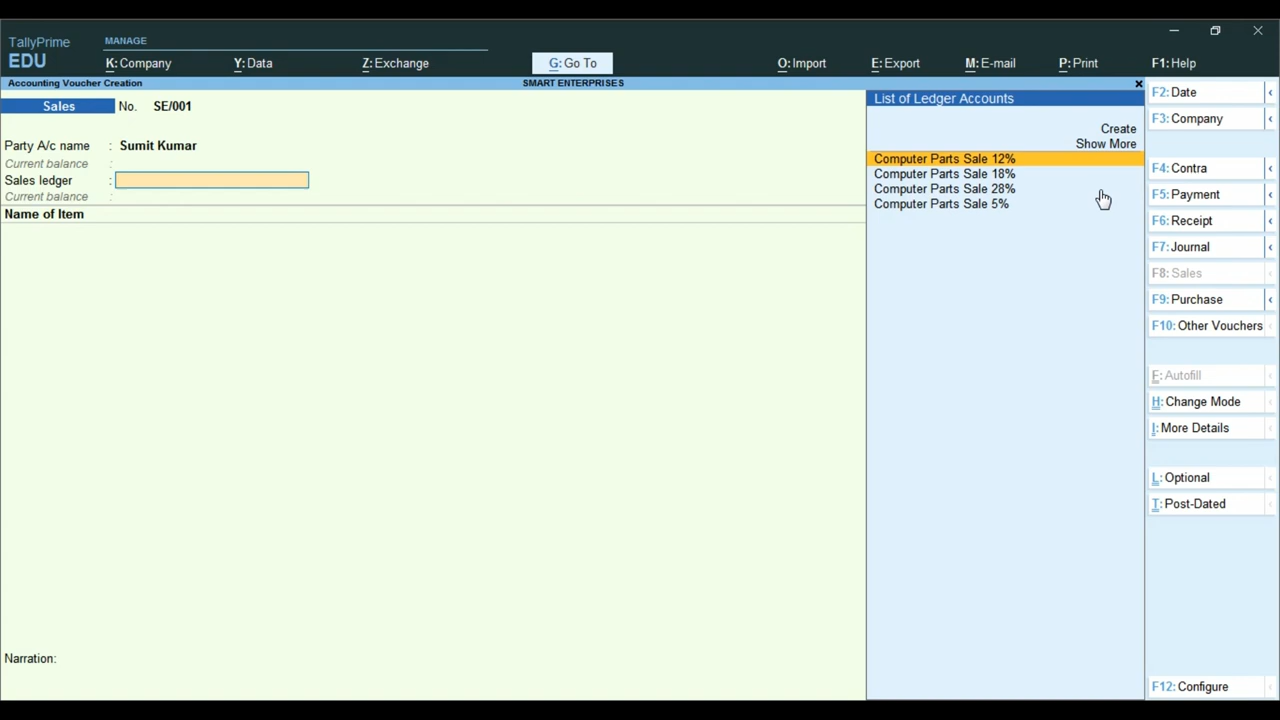 TallyPrime
EDU
MANAGE
K: Company
Y: Data
Z: Exchange
G: Go To
O: Import
E: Export
M: E-mail
P: Print
F1: Help
Accounting Voucher Creation
SMART ENTERPRISES
Sales No. SE/001
Party A/c name : Sumit Kumar
Current balance :
Sales ledger :
Current balance :
Name of Item
Narration:
List of Ledger Accounts
Create
Show More
Computer Parts Sale 12%
Computer Parts Sale 18%
Computer Parts Sale 28%
Computer Parts Sale 5%
F2: Date
F3: Company
F4: Contra
F5: Payment
F6: Receipt
F7: Journal
F8: Sales
F9: Purchase
F10: Other Vouchers
F: Autofill
H: Change Mode
I: More Details
L: Optional
T: Post-Dated
F12: Configure